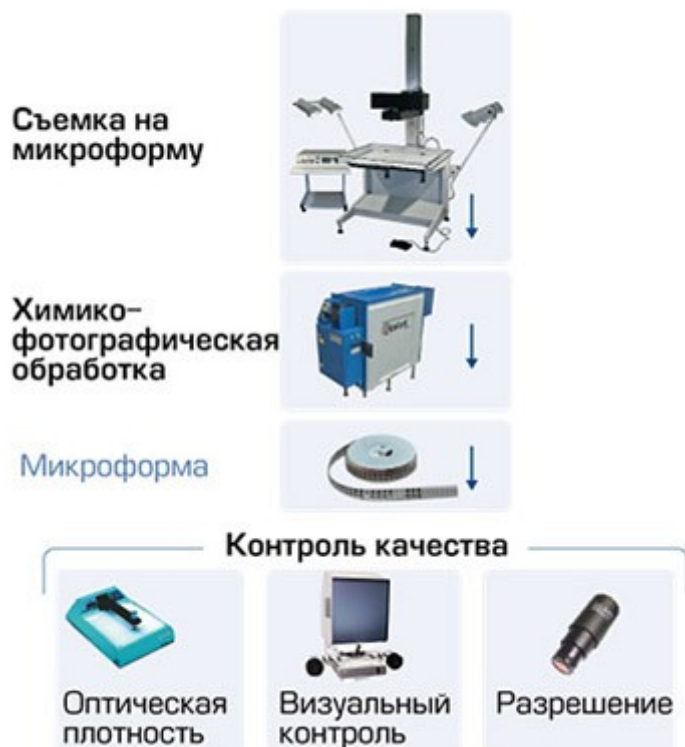 Съемка на
микроформу
Химико–
фотографическая
обработка
Микроформа
Контроль качества
Оптическая
плотность
Визуальный
контроль
Разрешение